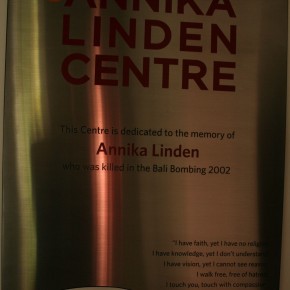 ANNIKA
LINDEN
CENTRE
This Centre is dedicated to the memory of
Annika Linden
who was killed in the Bali Bombing 2002
"I have faith, yet I have no religion
I have knowledge, yet I don't understand
I have vision, yet I cannot see
I walk free, free of
I touch you, touch with